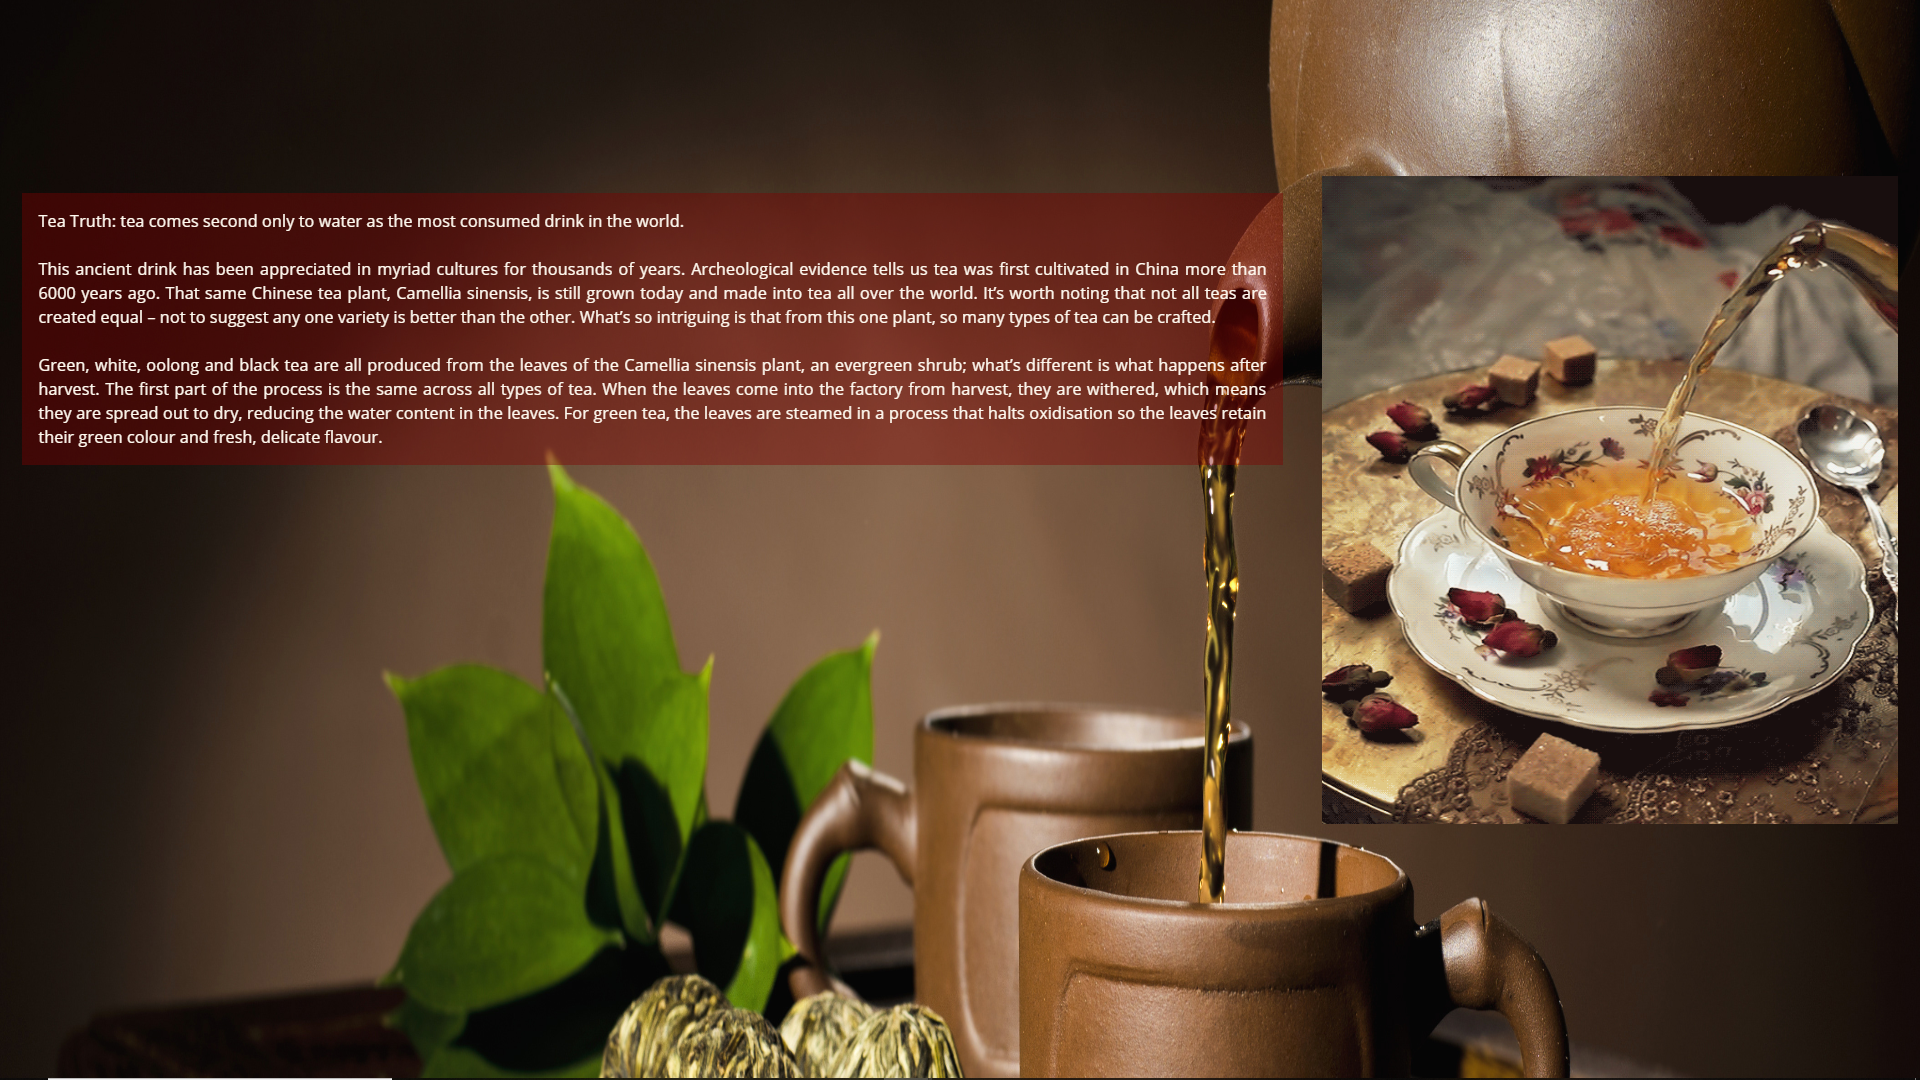 Tea Truth: tea comes second only to water as the most consumed drink in the world.
This ancient drink has been appreciated in myriad cultures for thousands of years. Archeological evidence tells us tea was first cultivated in China more than
6000 years ago. That same Chinese tea plant, Camellia sinensis, is still grown today and made into tea all over the world. It’s worth noting that not all teas are
created equal – not to suggest any one variety is better than the other. What’s so intriguing is that from this one plant, so many types of tea can be crafted.
Green, white, oolong and black tea are all produced from the leaves of the Camellia sinensis plant, an evergreen shrub; what’s different is what happens after
harvest. The first part of the process is the same across all types of tea. When the leaves come into the factory from harvest, they are withered, which means
they are spread out to dry, reducing the water content in the leaves. For green tea, the leaves are steamed in a process that halts oxidisation so the leaves retain
their green colour and fresh, delicate flavour.